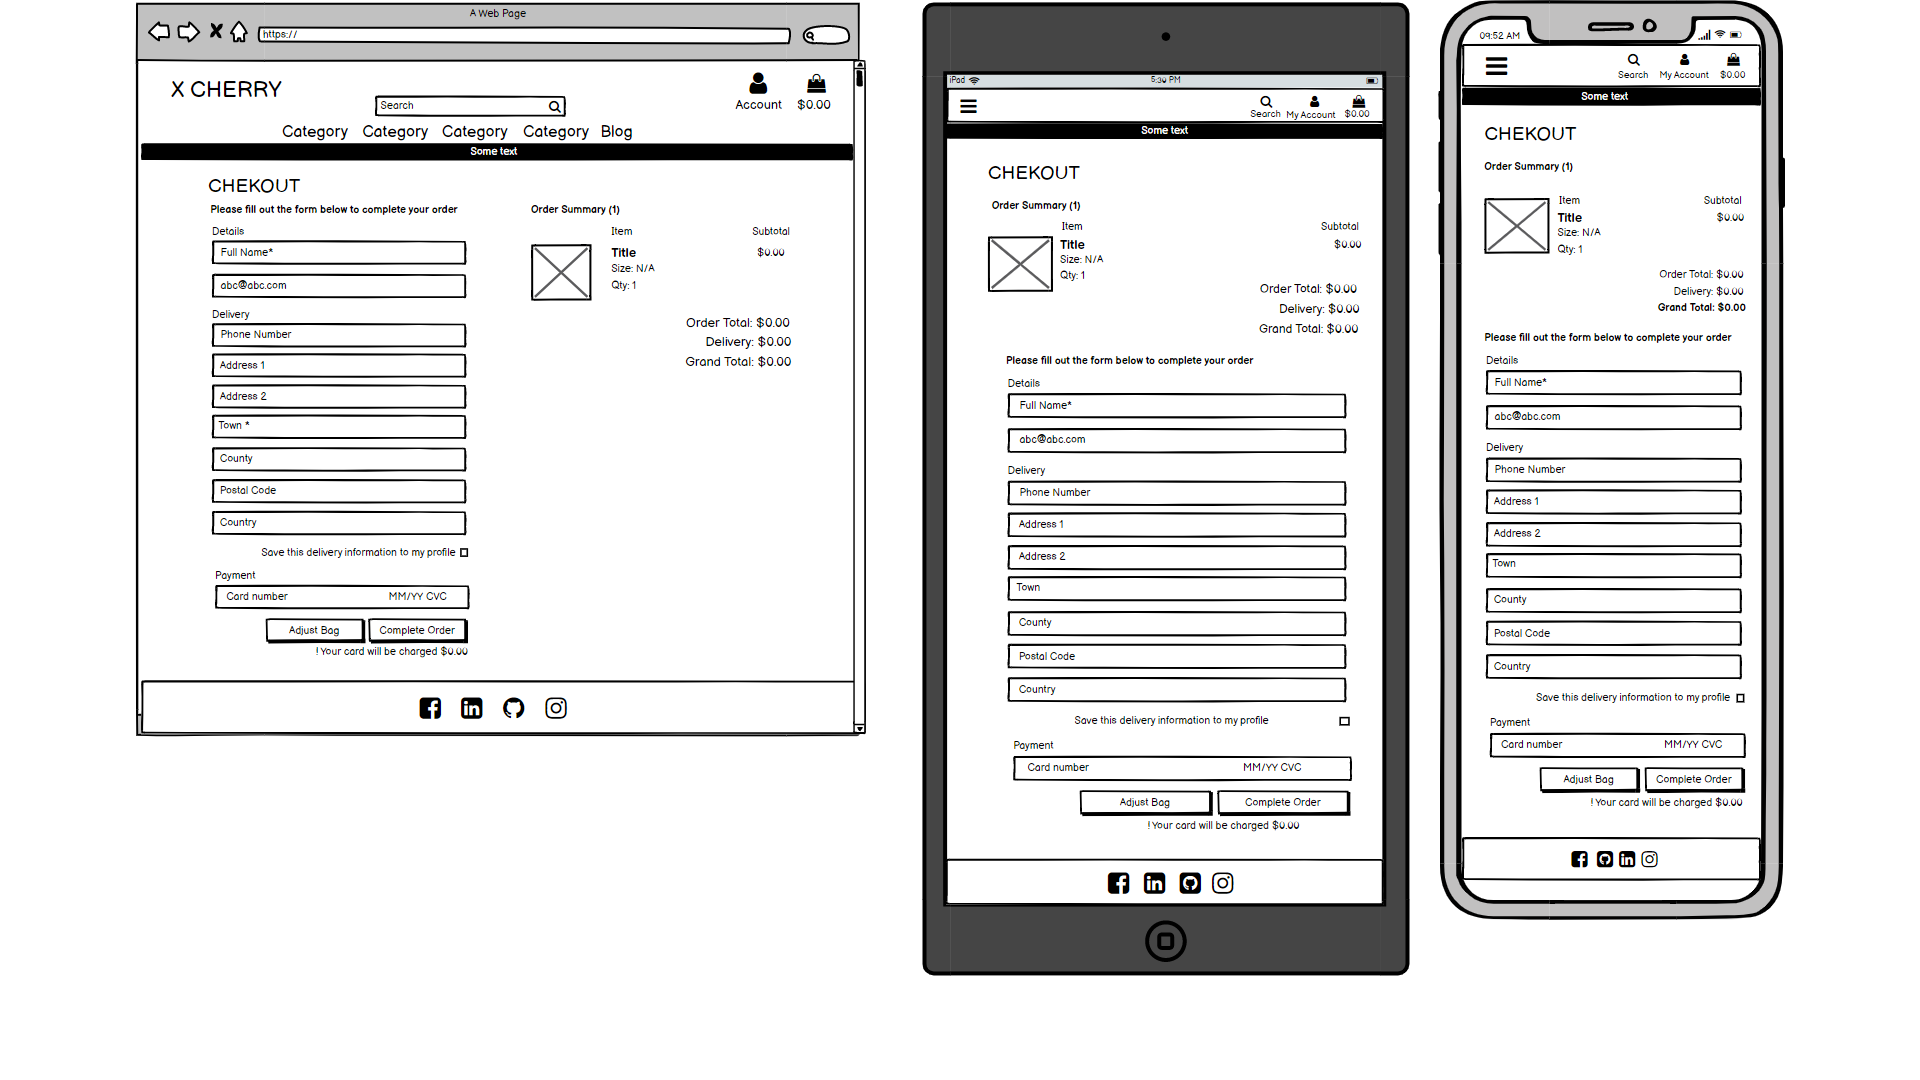 A Web Page
https://
X CHERRY
Search
Account
$0.00
Category Category Category Category Blog
Some text
CHEKOUT
Please fill out the form below to complete your order
Details
Full Name*
abc@abc.com
Delivery
Phone Number
Address 1
Address 2
Town *
County
Postal Code
Country
Save this delivery information to my profile
Payment
Card number MM/YY CVC
Adjust Bag Complete Order
! Your card will be charged $0.00
Order Summary (1)
Item Subtotal
Title $0.00
Size: N/A
Qty: 1
Order Total: $0.00
Delivery: $0.00
Grand Total: $0.00
iPad 5:30 PM
Search My Account $0.00
Some text
CHEKOUT
Order Summary (1)
Item Subtotal
Title $0.00
Size: N/A
Qty: 1
Order Total: $0.00
Delivery: $0.00
Grand Total: $0.00
Please fill out the form below to complete your order
Details
Full Name*
abc@abc.com
Delivery
Phone Number
Address 1
Address 2
Town
County
Postal Code
Country
Save this delivery information to my profile
Payment
Card number MM/YY CVC
Adjust Bag Complete Order
! Your card will be charged $0.00
09:52 AM
Search My Account $0.00
Some text
CHEKOUT
Order Summary (1)
Item Subtotal
Title $0.00
Size: N/A
Qty: 1
Order Total: $0.00
Delivery: $0.00
Grand Total: $0.00
Please fill out the form below to complete your order
Details
Full Name*
abc@abc.com
Delivery
Phone Number
Address 1
Address 2
Town
County
Postal Code
Country
Save this delivery information to my profile
Payment
Card number MM/YY CVC
Adjust Bag Complete Order
! Your card will be charged $0.00